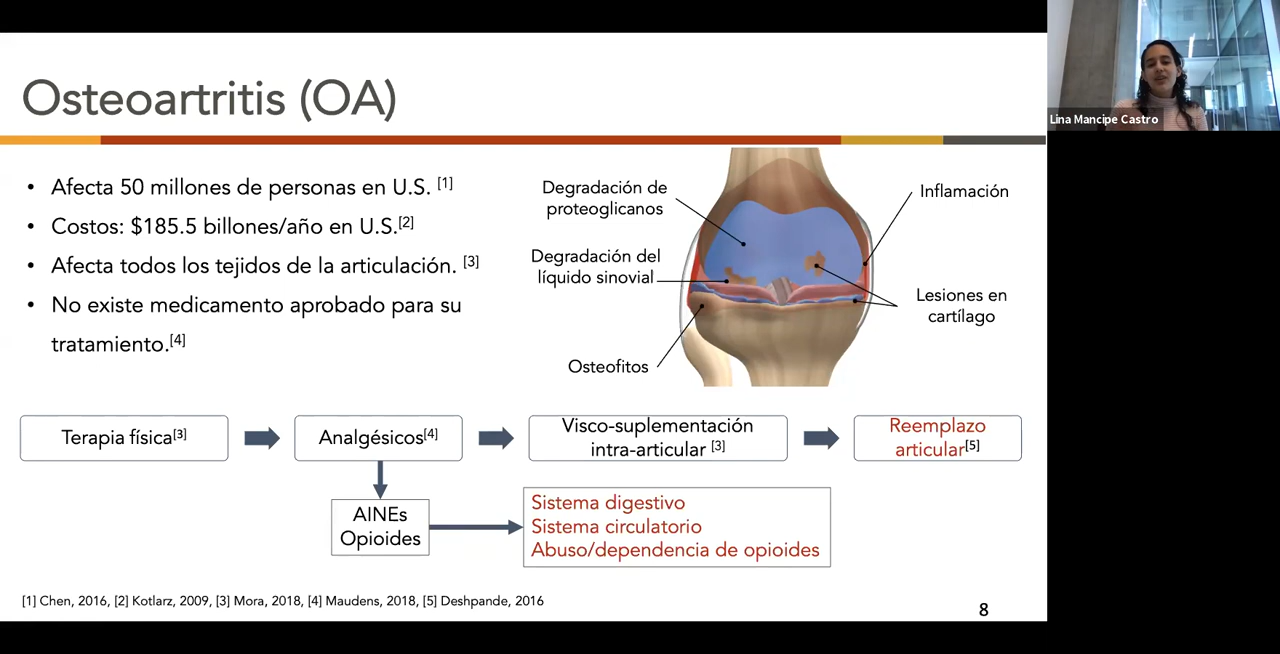 Osteoartritis (OA)
• Afecta 50 millones de personas en U.S. [1]
• Costos: $185.5 billones/año en U.S.[2]
• Afecta todos los tejidos de la articulación. [3]
• No existe medicamento aprobado para su
tratamiento.[4]
Degradación de
proteoglicanos
Degradación del
líquido sinovial
Osteofitos
Inflamación
Lesiones en
cartílago
Terapia física[3]
Analgésicos[4]
Visco-suplementación
intra-articular [3]
Reemplazo
articular[5]
AINEs
Opioides
Sistema digestivo
Sistema circulatorio
Abuso/dependencia de opioides
[1] Chen, 2016, [2] Kotlarz, 2009, [3] Mora, 2018, [4] Maudens, 2018, [5] Deshpande, 2016
8
Lina Mancipe Castro